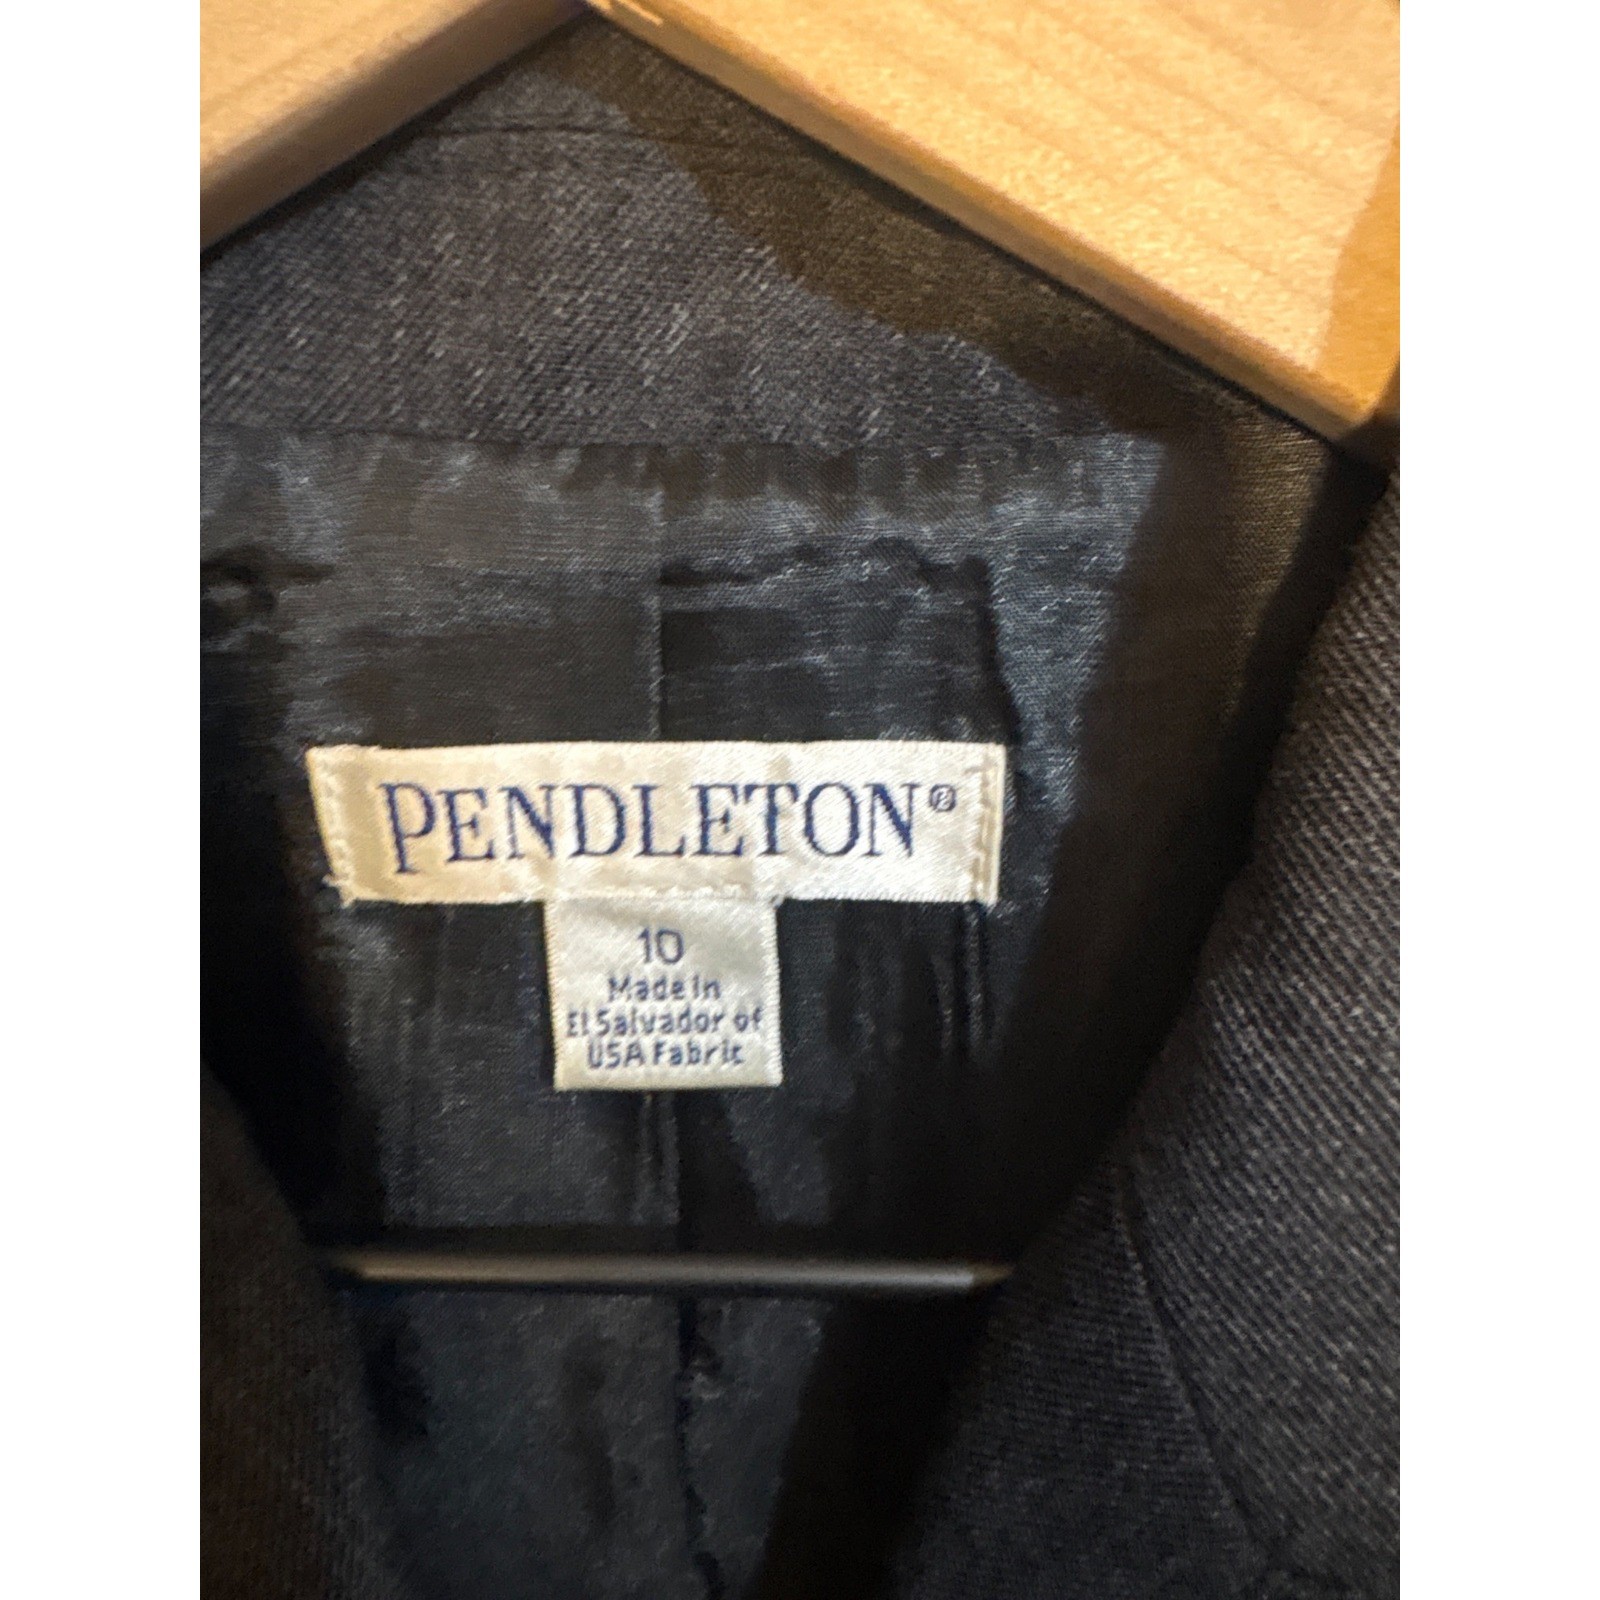 PENDLETON®
10
Made in
El Salvador of
USA Fabric